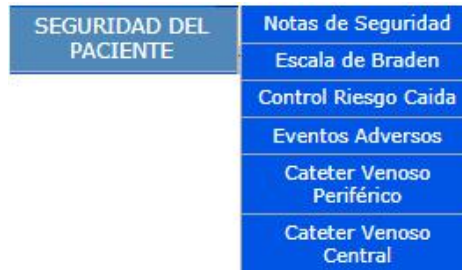 SEGURIDAD DEL
PACIENTE
Notas de Seguridad
Escala de Braden
Control Riesgo Caida
Eventos Adversos
Cateter Venoso
Periférico
Cateter Venoso
Central